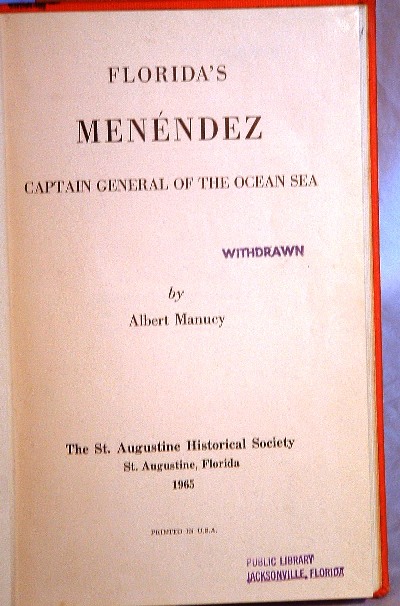 FLORIDA'S
MENÉNDEZ
CAPTAIN GENERAL OF THE OCEAN SEA
WITHDRAWN
by
Albert Manucy
The St. Augustine Historical Society
St. Augustine, Florida
1965
PRINTED IN U.S.A.
PUBLIC LIBRARY
JACKSONVILLE, FLORIDA